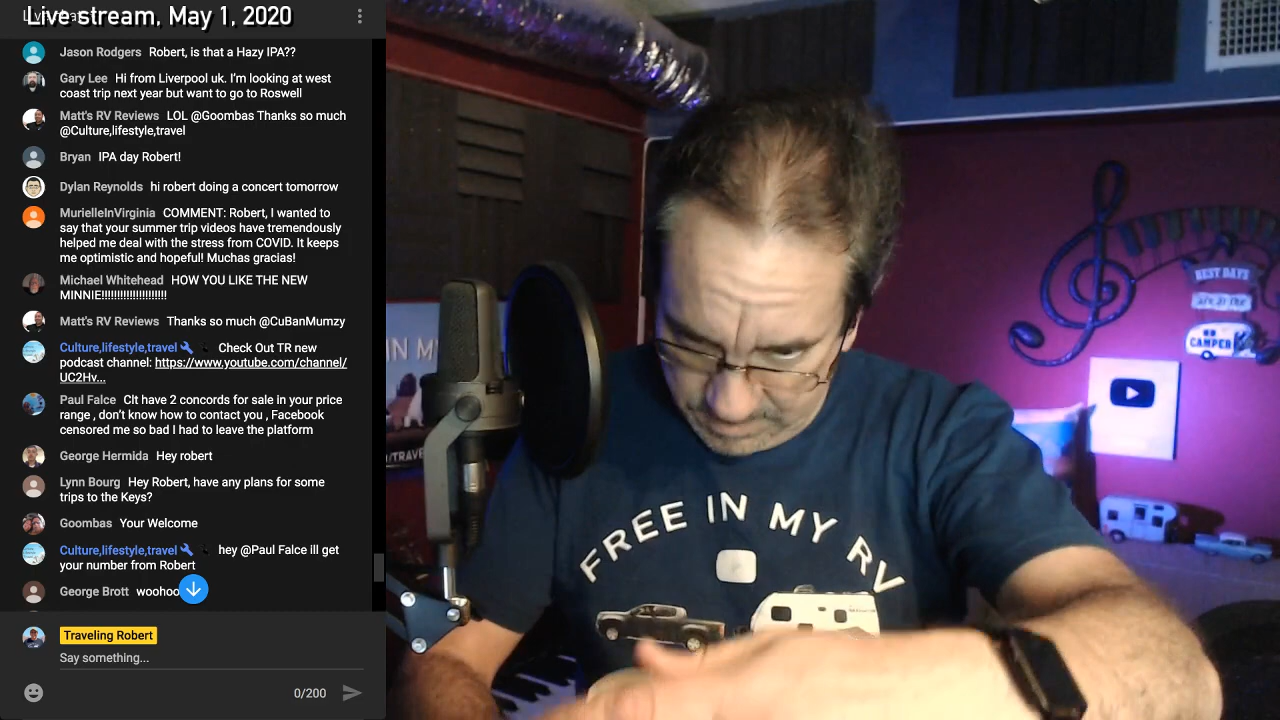 Live stream, May 1, 2020
Jason Rodgers Robert, is that a Hazy IPA??
Gary Lee Hi from Liverpool uk. I'm looking at west
coast trip next year but want to go to Roswell
Matt's RV Reviews LOL @Goombas Thanks so much
@Culture,lifestyle,travel
Bryan IPA day Robert!
Dylan Reynolds hi robert doing a concert tomorrow
MurielleInVirginia COMMENT: Robert, I wanted to
say that your summer trip videos have tremendously
helped me deal with the stress from COVID. It keeps
me optimistic and hopeful! Muchas gracias!
Michael Whitehead HOW YOU LIKE THE NEW
MINNIE!!!!!!!!!!!!!!!!!!!!!!
Matt's RV Reviews Thanks so much @CuBanMumzy
Culture,lifestyle,travel Check Out TR new
podcast channel: https://www.youtube.com/channel/
UC2Hv...
Paul Falce Clt have 2 concords for sale in your price
range , don't know how to contact you , Facebook
censored me so bad I had to leave the platform
George Hermida Hey robert
Lynn Bourg Hey Robert, have any plans for some
trips to the Keys?
Goombas Your Welcome
Culture,lifestyle,travel hey @Paul Falce ill get
your number from Robert
George Brott woohoo
Traveling Robert
Say something...
0/200
IN MY
/TRAVE
FREE IN MY RV
BEST DAYS
are at the
CAMPER